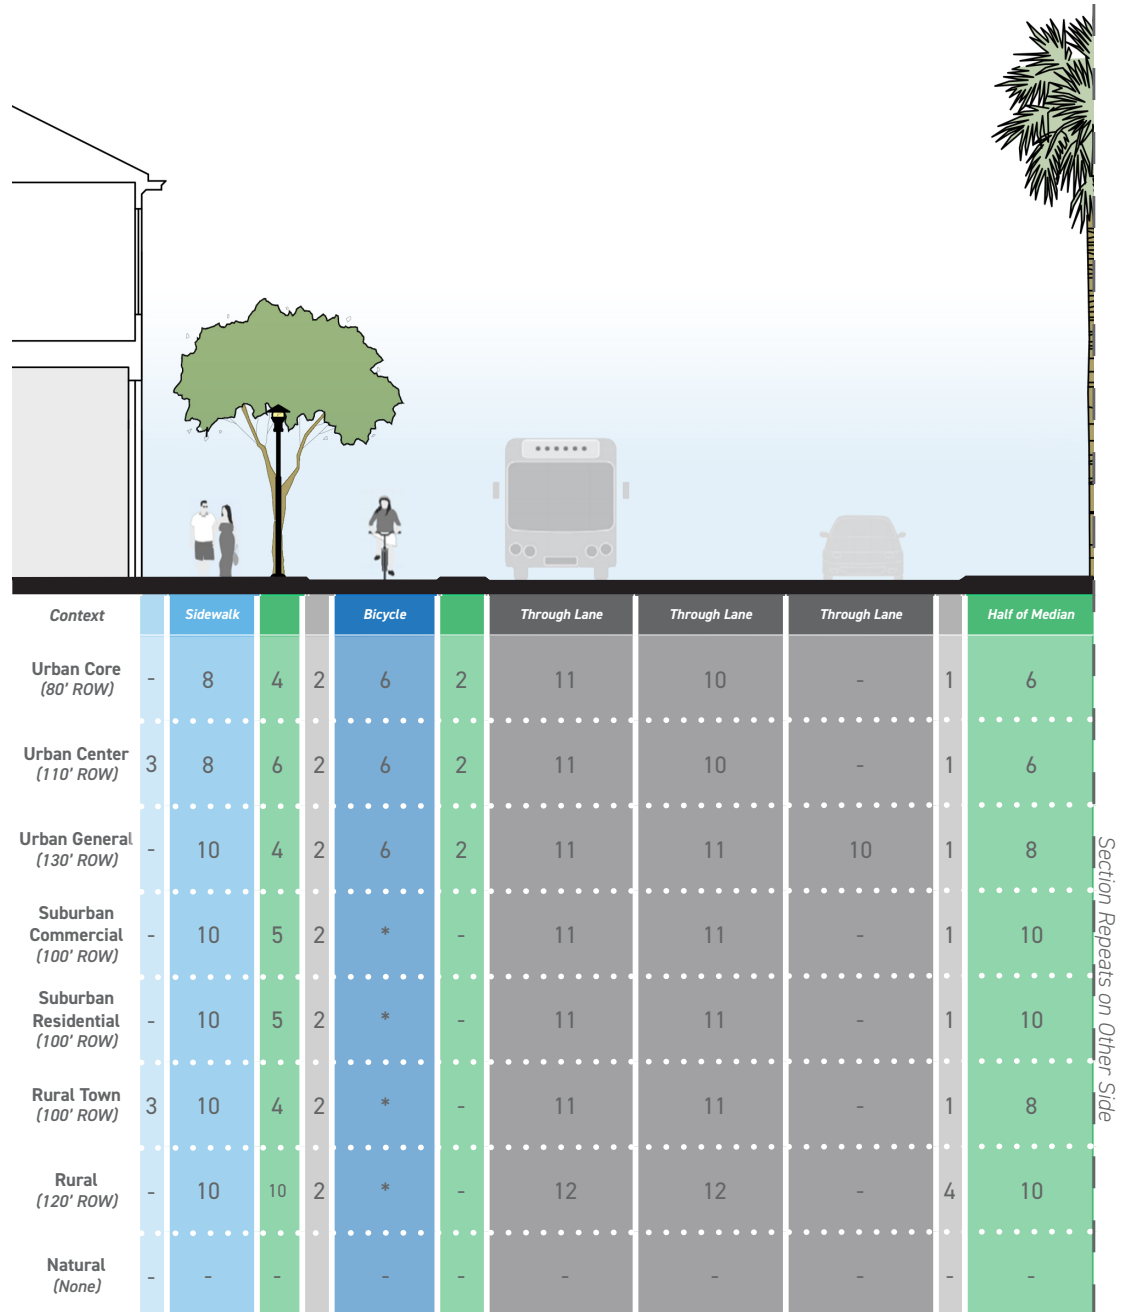 Context Sidewalk Bicycle Through Lane Through Lane Through Lane Half of Median
Urban Core
(80' ROW)
- 8 4 2 6 2 11 10 - 1 6
Urban Center
(110' ROW)
3 8 6 2 6 2 11 10 - 1 6
Urban General
(130' ROW)
- 10 4 2 6 2 11 11 10 1 8
Suburban
Commercial
(100' ROW)
- 10 5 2 * - 11 11 - 1 10
Suburban
Residential
(100' ROW)
- 10 5 2 * - 11 11 - 1 10
Rural Town
(100' ROW)
3 10 4 2 * - 11 11 - 1 8
Rural
(120' ROW)
- 10 10 2 * - 12 12 - 4 10
Natural
(None)
- - - - - - - - - -
Section Repeats on Other Side